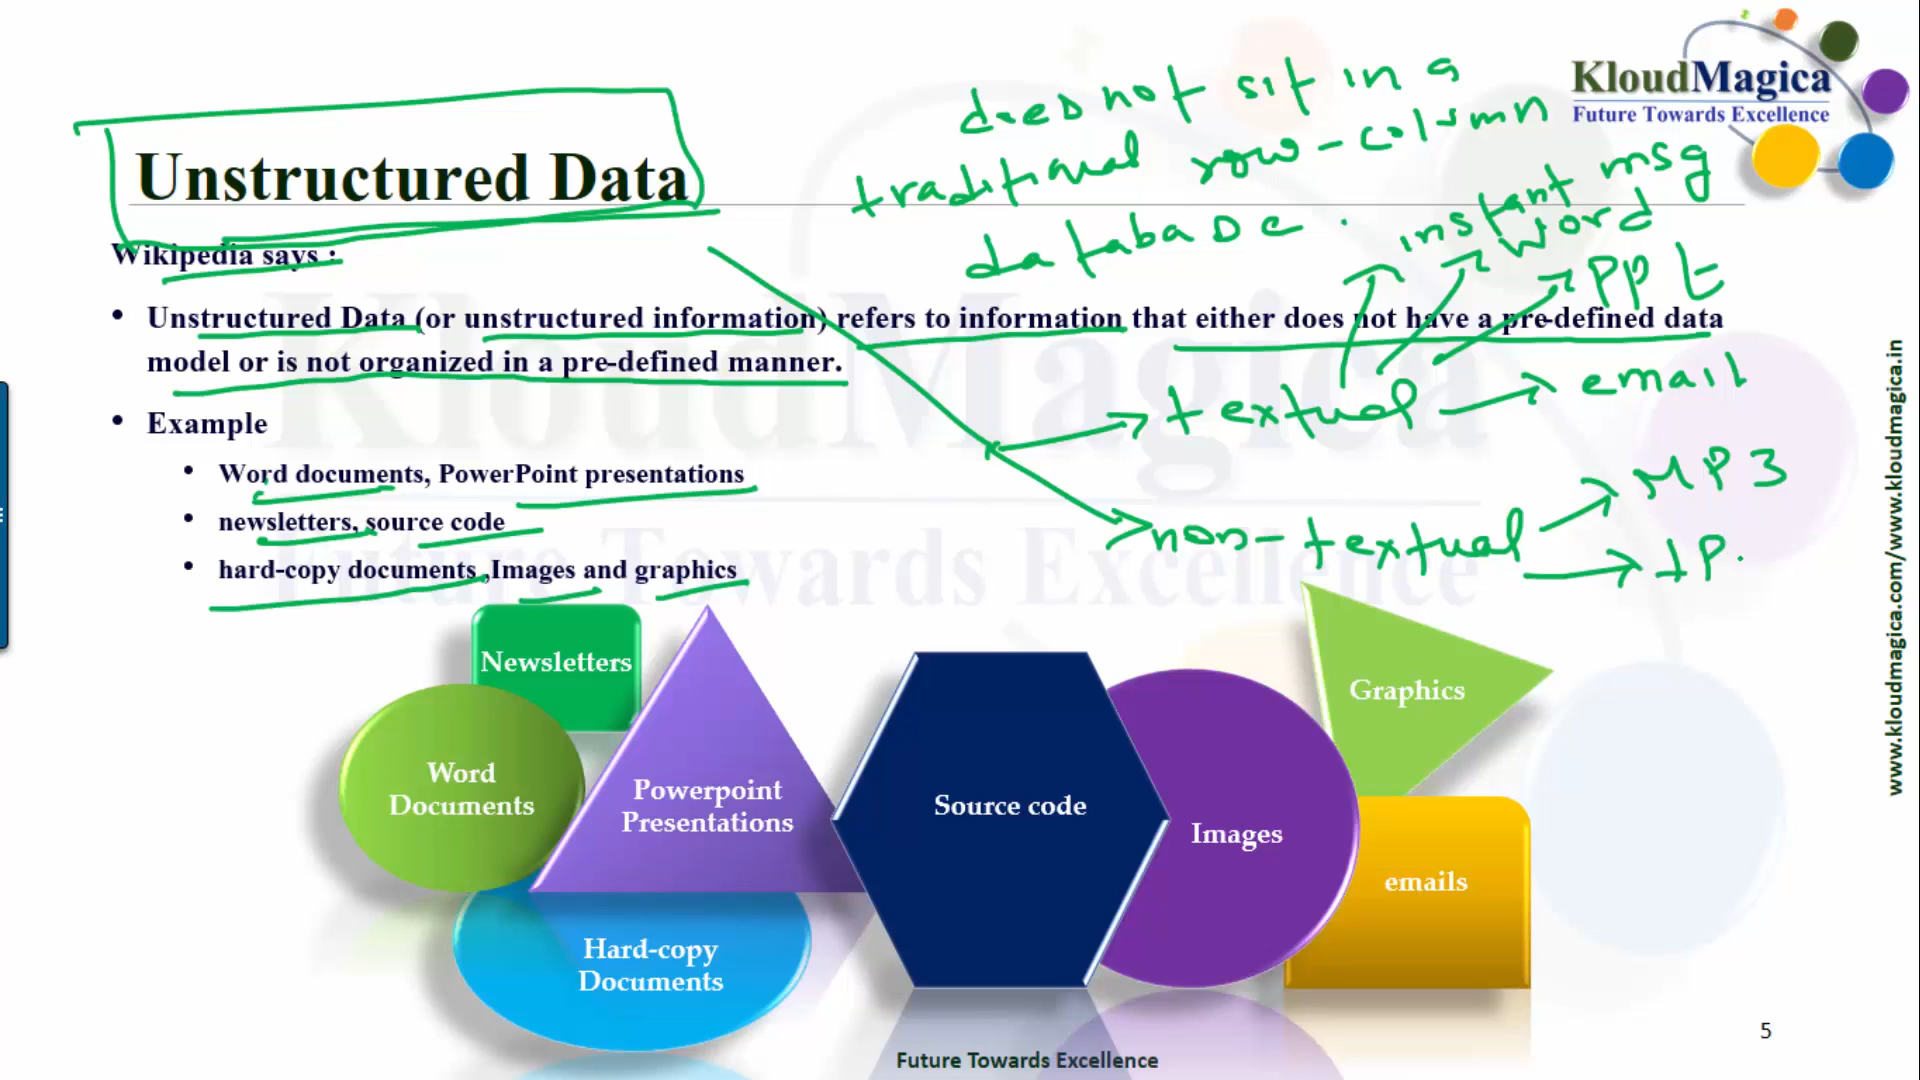 KloudMagica
Future Towards Excellence
does not sit in a
traditional row-column
database.
Unstructured Data
instant msg
word
PPt
Wikipedia says :
• Unstructured Data (or unstructured information) refers to information that either does not have a pre-defined data
model or is not organized in a pre-defined manner.
textual
email
• Example
• Word documents, PowerPoint presentations
MP3
• newsletters, source code
non-textual
• hard-copy documents ,Images and graphics
KloudMagica
Future Towards Excellence
Newsletters
Word
Documents
Powerpoint
Presentations
Source code
Images
Graphics
emails
Hard-copy
Documents
www.kloudmagica.com/www.kloudmagica.in
5
Future Towards Excellence